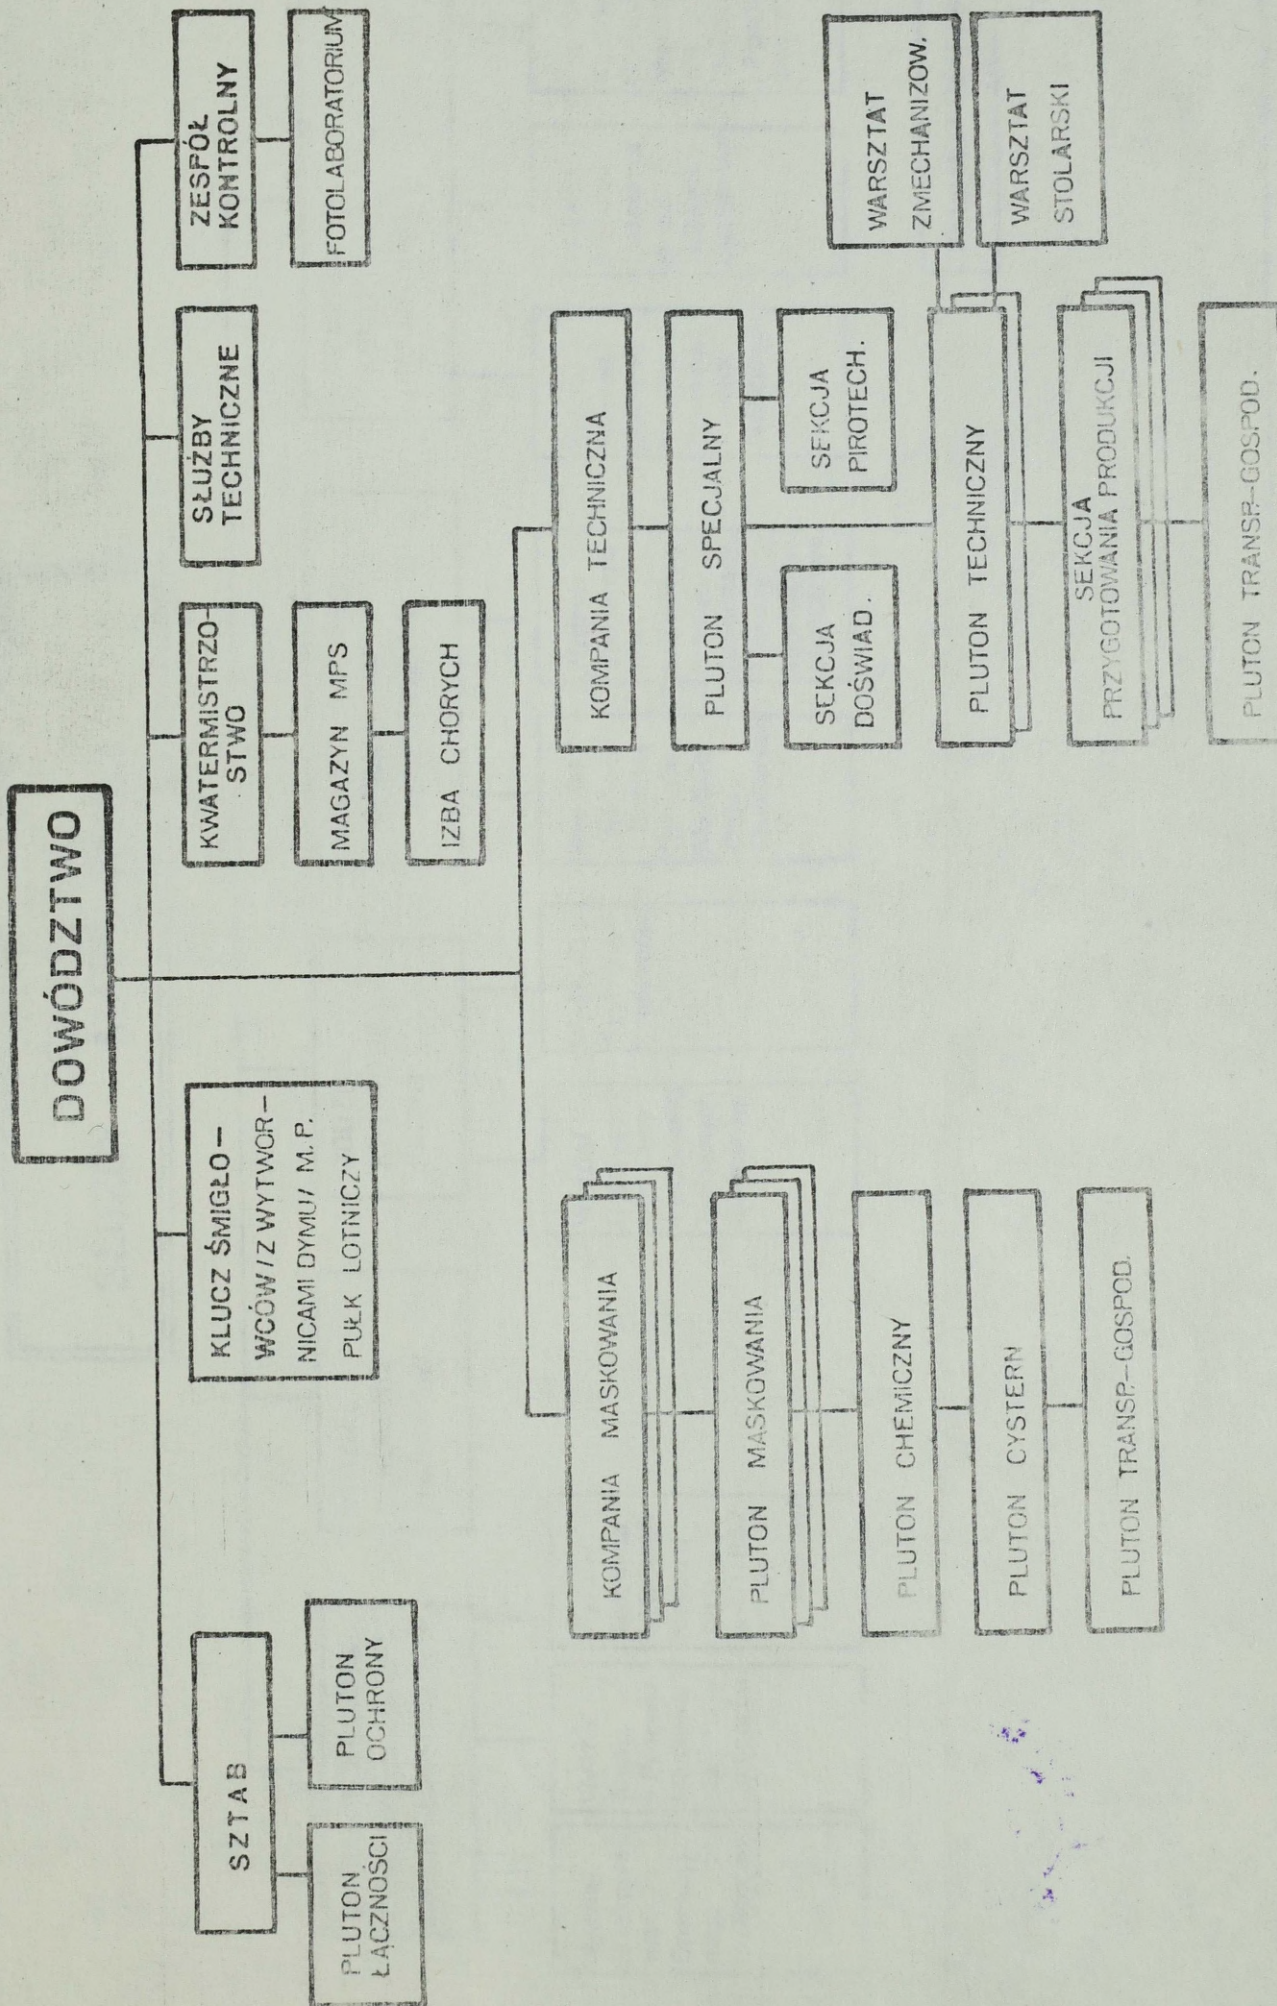 DOWÓDZTWO
SZTAB
PLUTON
ŁĄCZNOŚCI
PLUTON
OCHRONY
KLUCZ ŚMIGŁO-
WCÓW/Z WYTWOR-
NICAMI DYMU/ M.P.
PUŁK LOTNICZY
KWATERMISTRZO-
STWO
MAGAZYN MPS
IZBA CHORYCH
SŁUŻBY
TECHNICZNE
ZESPÓŁ
KONTROLNY
FOTOLABORATORIUM
KOMPANIA MASKOWANIA
PLUTON MASKOWANIA
PLUTON CHEMICZNY
PLUTON CYSTERN
PLUTON TRANSP.-GOSPOD.
KOMPANIA TECHNICZNA
PLUTON SPECJALNY
SEKCJA
DOŚWIAD.
SEKCJA
PIROTECH.
PLUTON TECHNICZNY
WARSZTAT
ZMECHANIZOW.
WARSZTAT
STOLARSKI
SEKCJA
PRZYGOTOWANIA PRODUKCJI
PLUTON TRANSP.-GOSPOD.